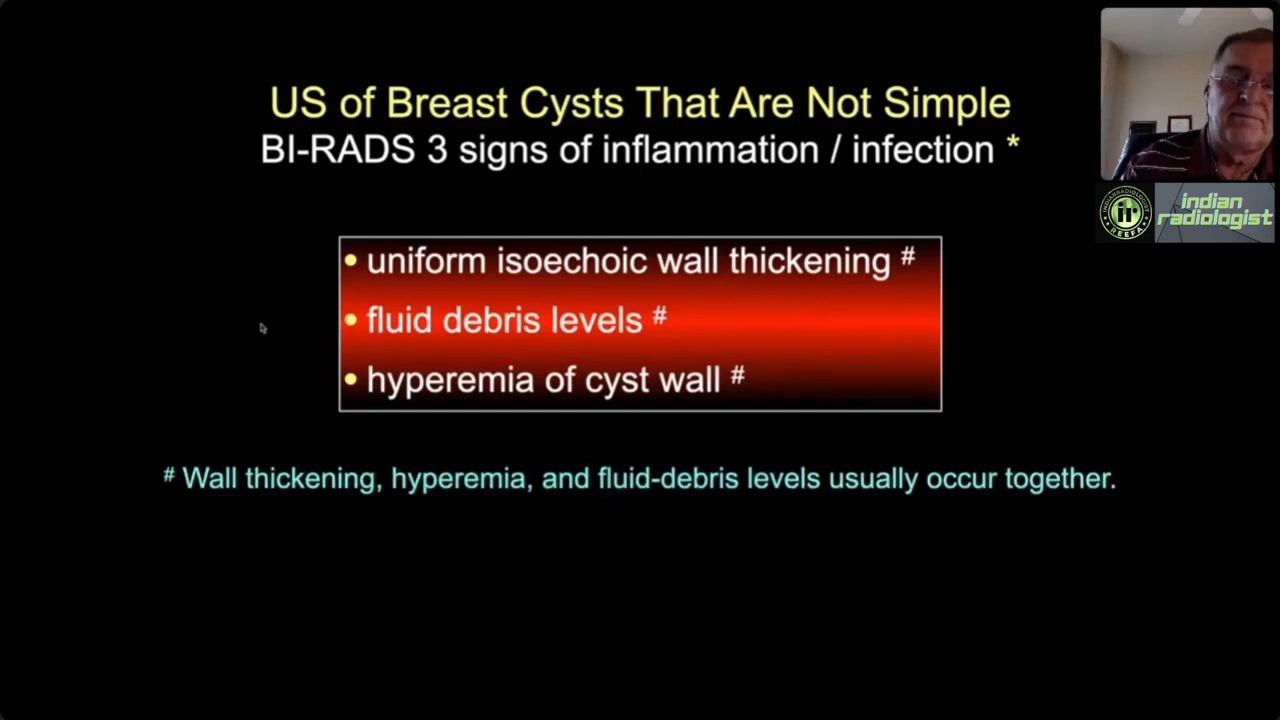 US of Breast Cysts That Are Not Simple
BI-RADS 3 signs of inflammation / infection *
• uniform isoechoic wall thickening #
• fluid debris levels #
• hyperemia of cyst wall #
# Wall thickening, hyperemia, and fluid-debris levels usually occur together.
ir
REEFA
indian
radiologist